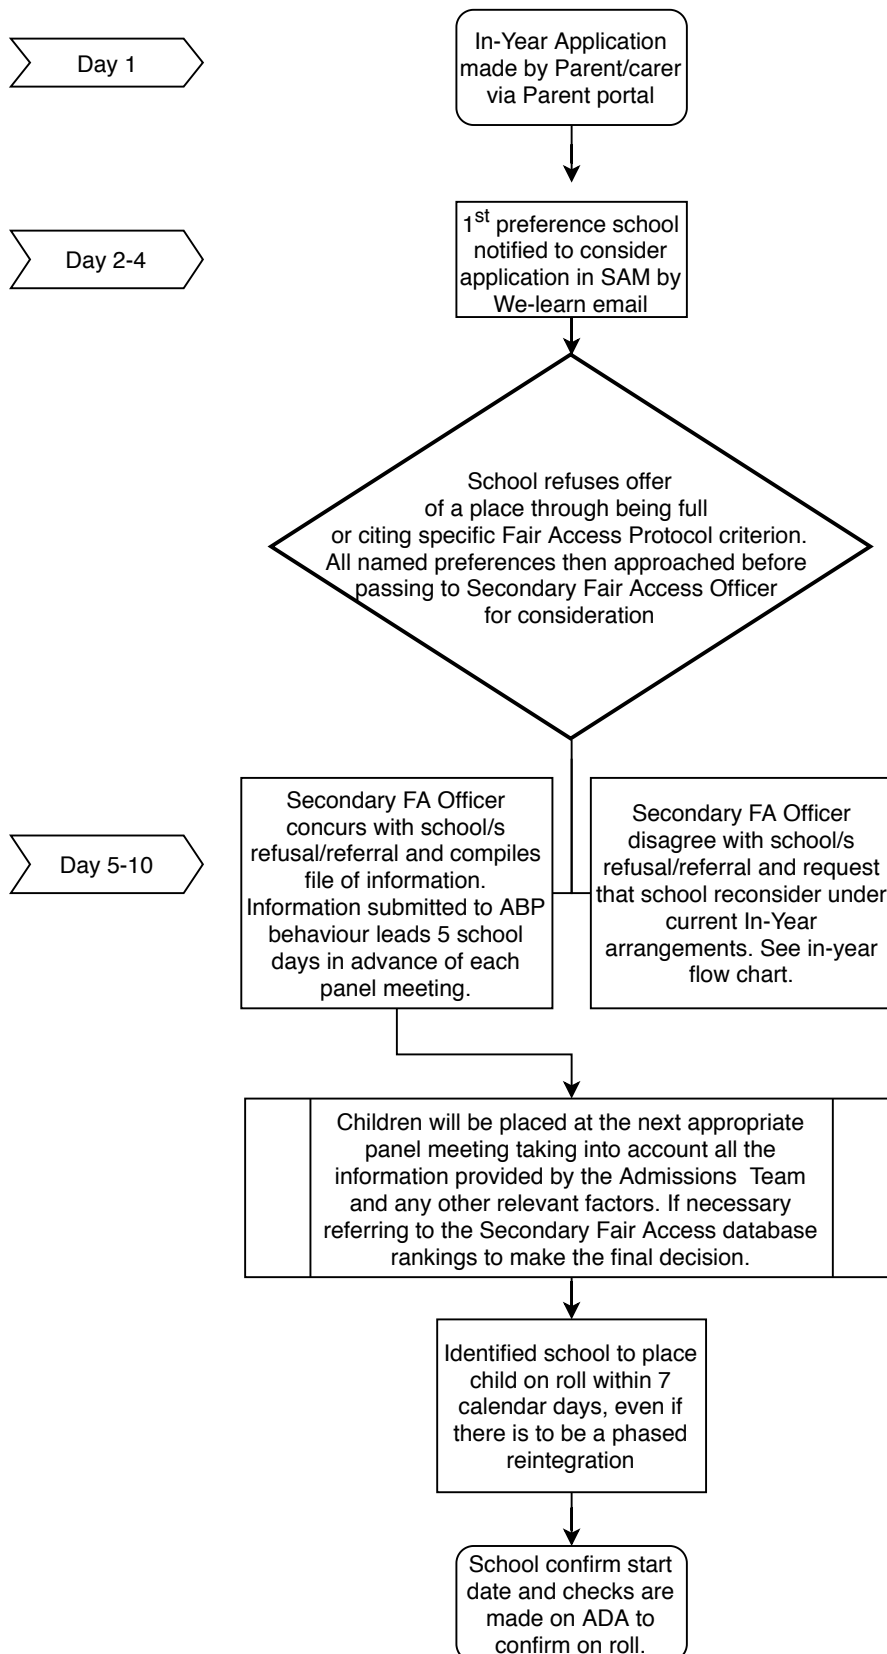 Day 1
In-Year Application
made by Parent/carer
via Parent portal
Day 2-4
1st preference school
notified to consider
application in SAM by
We-learn email
School refuses offer
of a place through being full
or citing specific Fair Access Protocol criterion.
All named preferences then approached before
passing to Secondary Fair Access Officer
for consideration
Day 5-10
Secondary FA Officer
concurs with school/s
refusal/referral and compiles
file of information.
Information submitted to ABP
behaviour leads 5 school
days in advance of each
panel meeting.
Secondary FA Officer
disagree with school/s
refusal/referral and request
that school reconsider under
current In-Year
arrangements. See in-year
flow chart.
Children will be placed at the next appropriate
panel meeting taking into account all the
information provided by the Admissions Team
and any other relevant factors. If necessary
referring to the Secondary Fair Access database
rankings to make the final decision.
Identified school to place
child on roll within 7
calendar days, even if
there is to be a phased
reintegration
School confirm start
date and checks are
made on ADA to
confirm on roll.